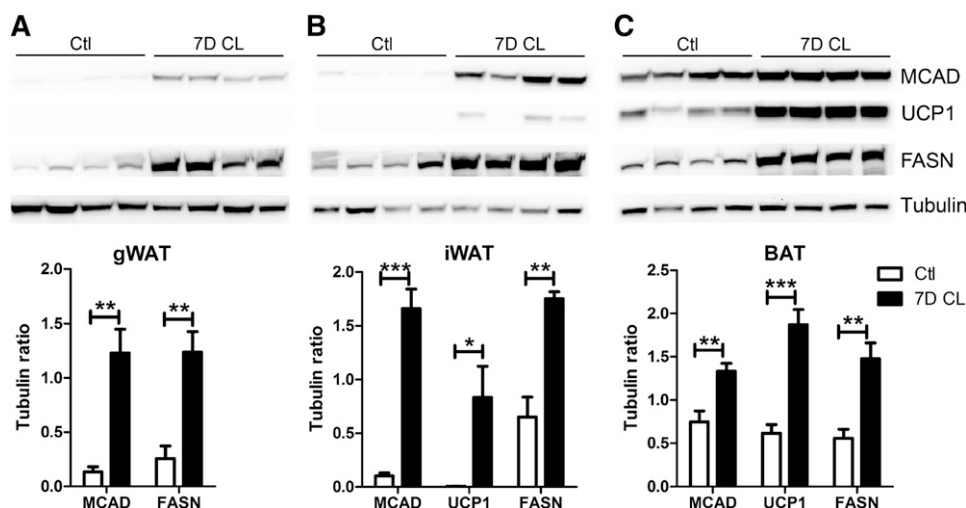 A B C
Ctl 7D CL Ctl 7D CL Ctl 7D CL
MCAD
UCP1
FASN
Tubulin
gWAT
Tubulin ratio
2.0
1.5
1.0
0.5
0.0
** **
MCAD FASN
iWAT
Tubulin ratio
2.0
1.5
1.0
0.5
0.0
*** * **
MCAD UCP1 FASN
BAT
Tubulin ratio
2.5
2.0
1.5
1.0
0.5
0.0
** *** **
MCAD UCP1 FASN
Ctl
7D CL